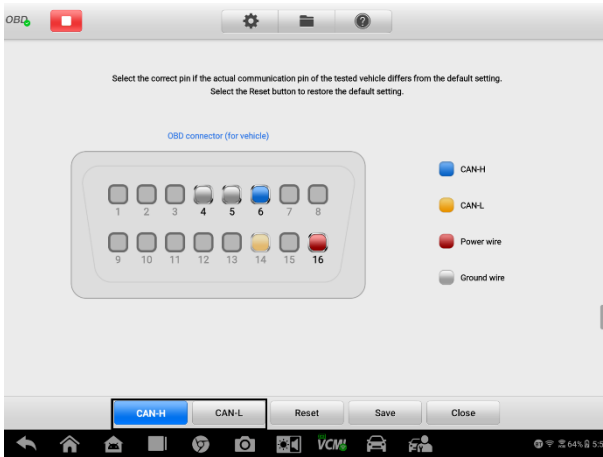 OBD
Select the correct pin if the actual communication pin of the tested vehicle differs from the default setting.
Select the Reset button to restore the default setting.
OBD connector (for vehicle)
1 2 3 4 5 6 7 8
9 10 11 12 13 14 15 16
CAN-H
CAN-L
Power wire
Ground wire
CAN-H CAN-L Reset Save Close
VCMI 64%